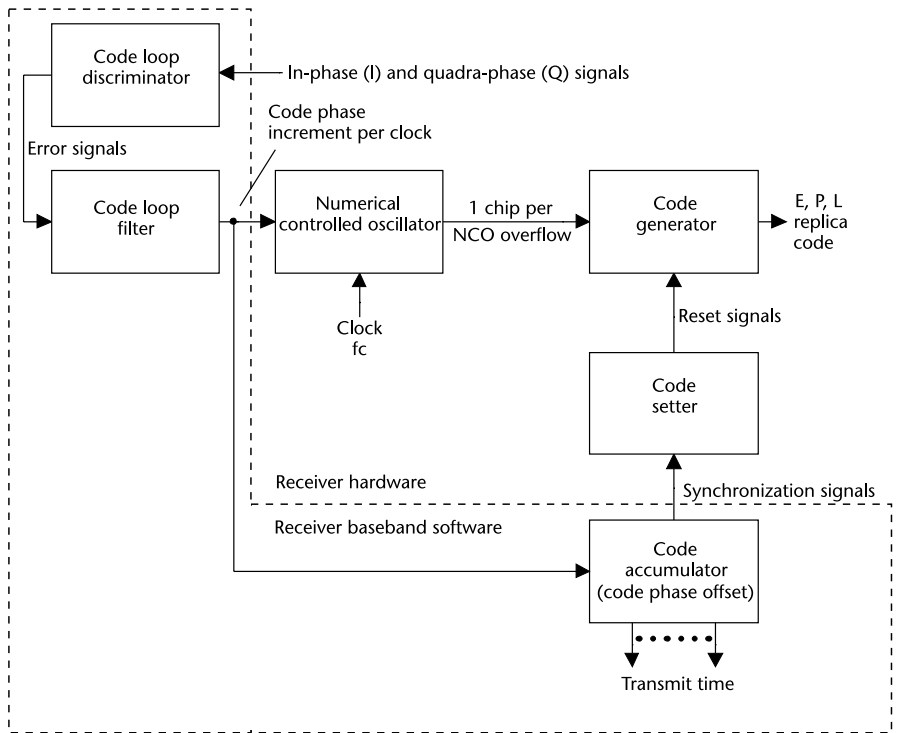 Code loop
discriminator
In-phase (I) and quadra-phase (Q) signals
Code phase
increment per clock
Error signals
Code loop
filter
Numerical
controlled oscillator
1 chip per
NCO overflow
Code
generator
E, P, L
replica
code
Clock
fc
Reset signals
Code
setter
Receiver hardware
Synchronization signals
Receiver baseband software
Code
accumulator
(code phase offset)
Transmit time